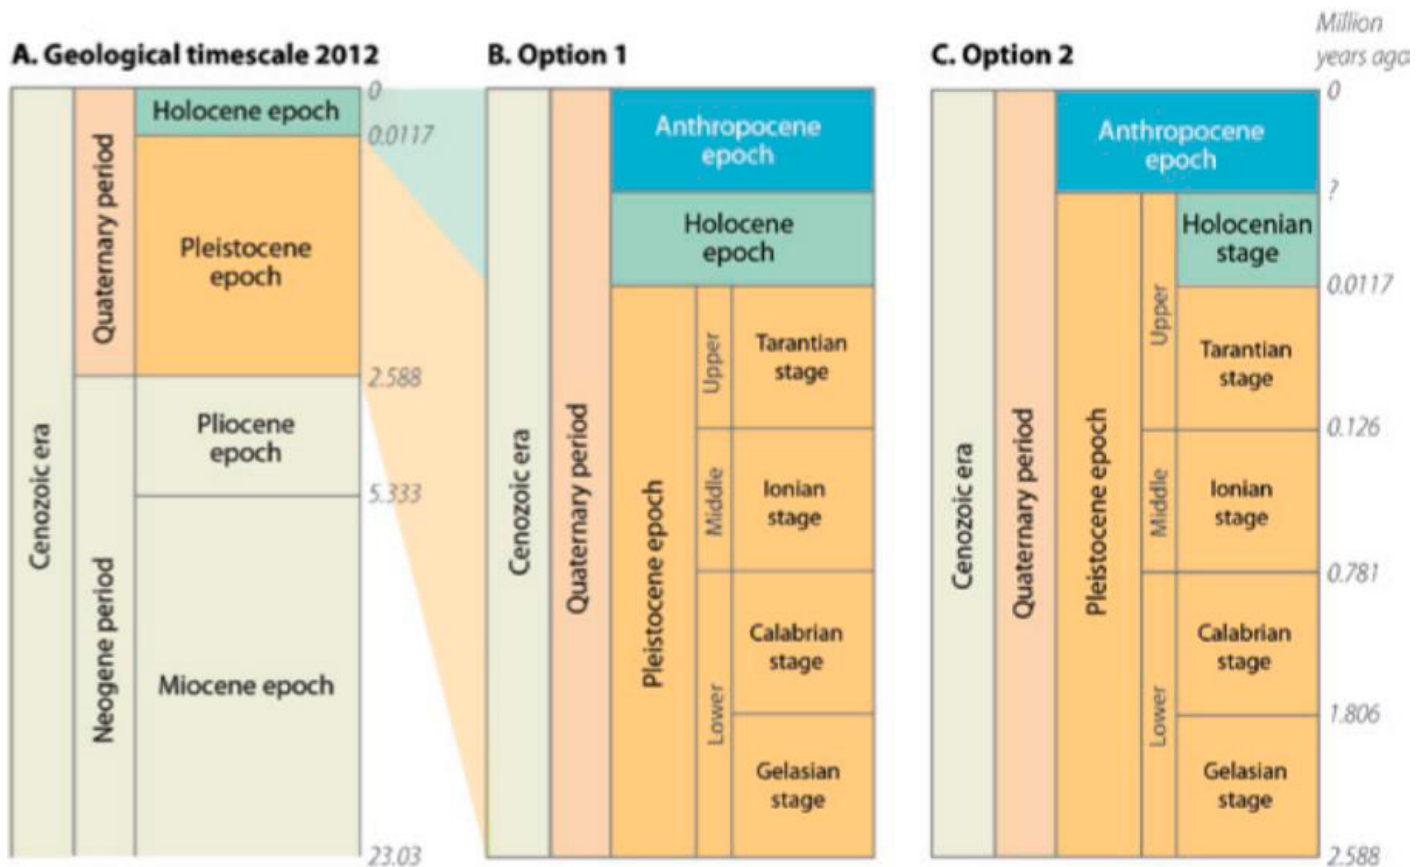 Million
years ago
A. Geological timescale 2012
B. Option 1
C. Option 2
Cenozoic era
Quaternary period
Neogene period
Holocene epoch
Pleistocene
epoch
Pliocene
epoch
Miocene epoch
0
0.0117
2.588
5.333
23.03
Cenozoic era
Quaternary period
Anthropocene
epoch
Holocene
epoch
Pleistocene epoch
Upper
Middle
Lower
Tarantian
stage
Ionian
stage
Calabrian
stage
Gelasian
stage
Cenozoic era
Quaternary period
Anthropocene
epoch
Pleistocene epoch
Upper
Middle
Lower
Holocenian
stage
Tarantian
stage
Ionian
stage
Calabrian
stage
Gelasian
stage
0
?
0.0117
0.126
0.781
1.806
2.588